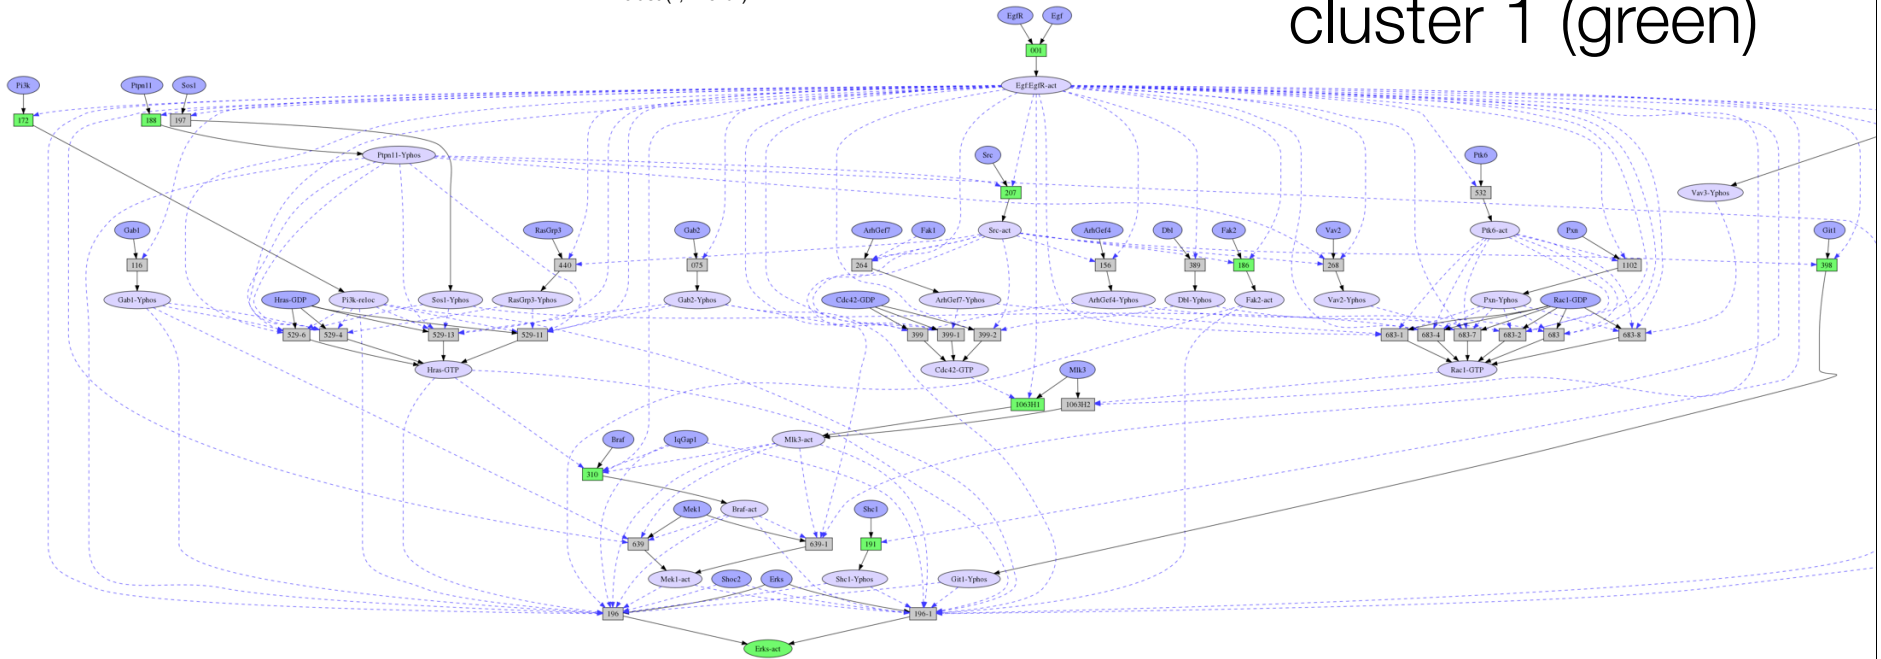 cluster 1 (green)
EgfR Egf
001
Pi3k Ptpn11 Sos1 EgfEgfR-act
172 188 197
Ptpn11-Yphos Src Ptk6
207 532 Vav3-Yphos
Gab1 RasGrp3 Gab2 ArhGef7 Fak1 Src-act ArhGef4 Dbl Fak2 Vav2 Ptk6-act Pxn Git1
116 440 075 264 156 389 186 268 1102 398
Gab1-Yphos Hras-GDP Pi3k-reloc Sos1-Yphos RasGrp3-Yphos Gab2-Yphos Cdc42-GDP ArhGef7-Yphos ArhGef4-Yphos Dbl-Yphos Fak2-act Vav2-Yphos Pxn-Yphos Rac1-GDP
529-6 529-4 529-13 529-11 399 399-1 399-2 683-1 683-4 683-7 683-2 683 683-8
Hras-GTP Cdc42-GTP Mlk3 Rac1-GTP
1063H1 1063H2
Braf IqGap1 Mlk3-act
310
Mek1 Braf-act Shc1
639 639-1 191
Mek1-act Shoc2 Erks Shc1-Yphos Git1-Yphos
196 196-1
Erks-act